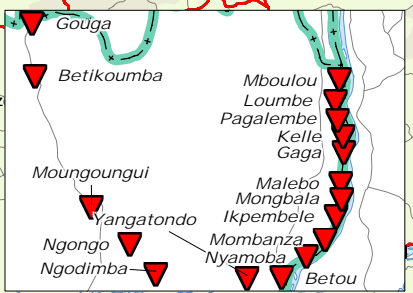 Gouga
Betikoumba
Mboulou
Loumbe
Pagalembe
Kelle
Gaga
Moungoungui
Malebo
Mongbala
Yangatondo
Ikpembele
Ngongo
Mombanza
Nyamoba
Ngodimba
Betou